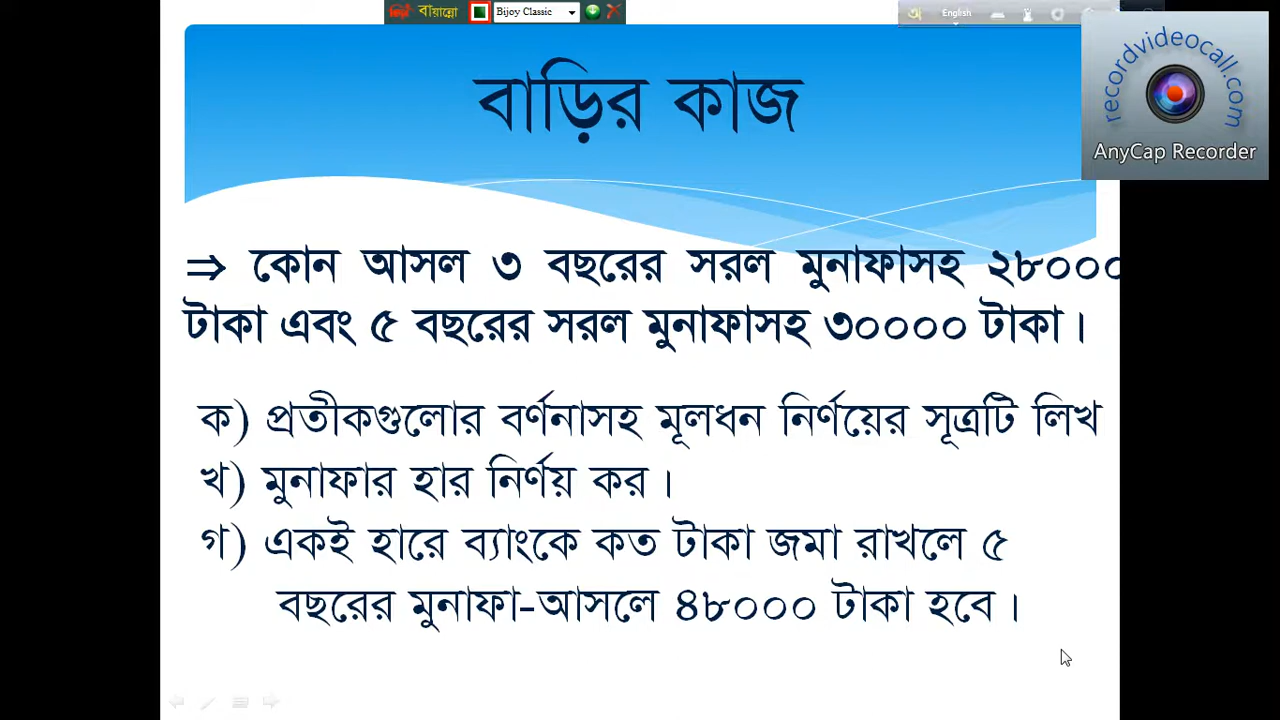 বায়ান্নো
Bijoy Classic
English
recordvideocall.com
AnyCap Recorder
বাড়ির কাজ
⇒ কোন আসল ৩ বছরের সরল মুনাফাসহ ২৮০০০
টাকা এবং ৫ বছরের সরল মুনাফাসহ ৩০০০০ টাকা।
ক) প্রতীকগুলোর বর্ণনাসহ মূলধন নির্ণয়ের সূত্রটি লিখ
খ) মুনাফার হার নির্ণয় কর।
গ) একই হারে ব্যাংকে কত টাকা জমা রাখলে ৫
বছরের মুনাফা-আসলে ৪৮০০০ টাকা হবে।